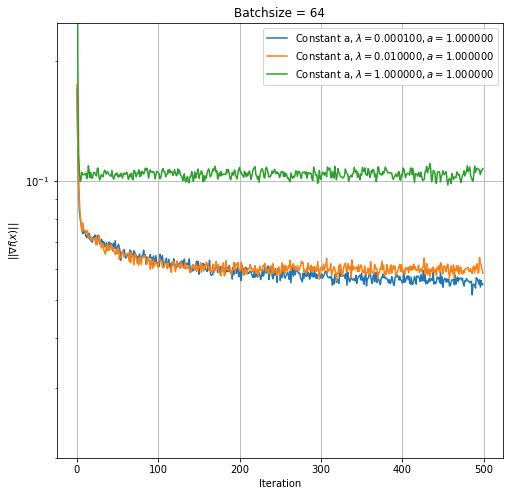 Batchsize = 64
Constant a, λ = 0.000100, a = 1.000000
Constant a, λ = 0.010000, a = 1.000000
Constant a, λ = 1.000000, a = 1.000000
10⁻¹
||∇f(x)||
0 100 200 300 400 500
Iteration